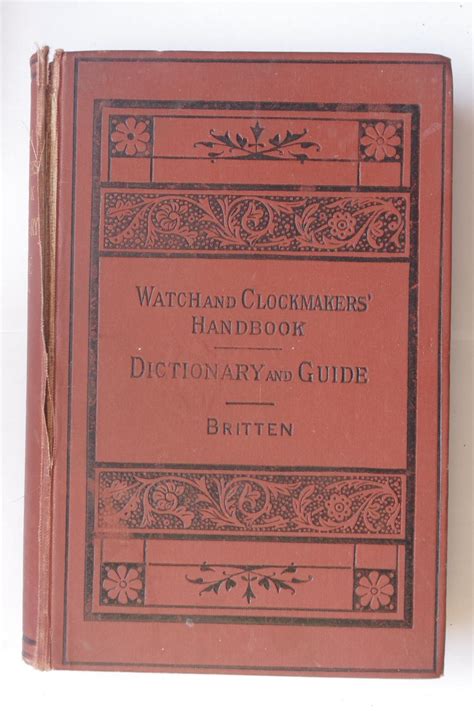 WATCH AND CLOCKMAKERS'
HANDBOOK
DICTIONARY AND GUIDE
BRITTEN